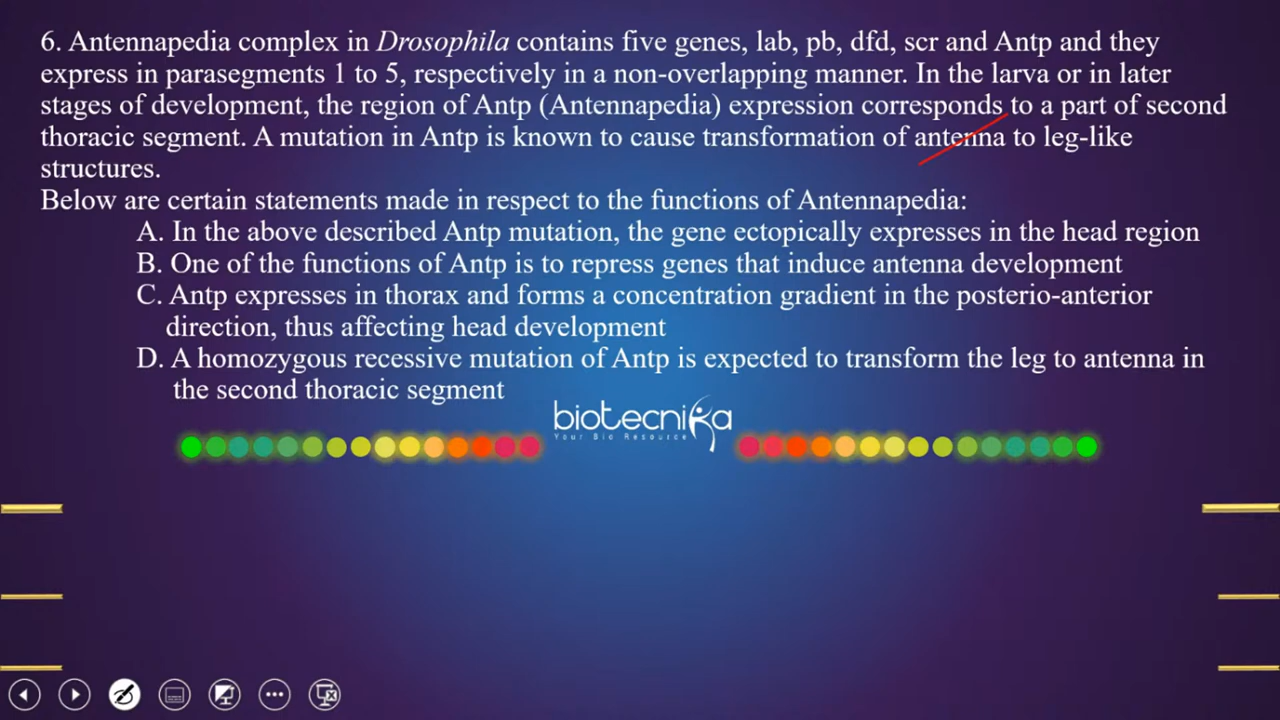 6. Antennapedia complex in Drosophila contains five genes, lab, pb, dfd, scr and Antp and they
express in parasegments 1 to 5, respectively in a non-overlapping manner. In the larva or in later
stages of development, the region of Antp (Antennapedia) expression corresponds to a part of second
thoracic segment. A mutation in Antp is known to cause transformation of antenna to leg-like
structures.
Below are certain statements made in respect to the functions of Antennapedia:
A. In the above described Antp mutation, the gene ectopically expresses in the head region
B. One of the functions of Antp is to repress genes that induce antenna development
C. Antp expresses in thorax and forms a concentration gradient in the posterio-anterior
direction, thus affecting head development
D. A homozygous recessive mutation of Antp is expected to transform the leg to antenna in
the second thoracic segment
biotecnika
Your Bio Resource